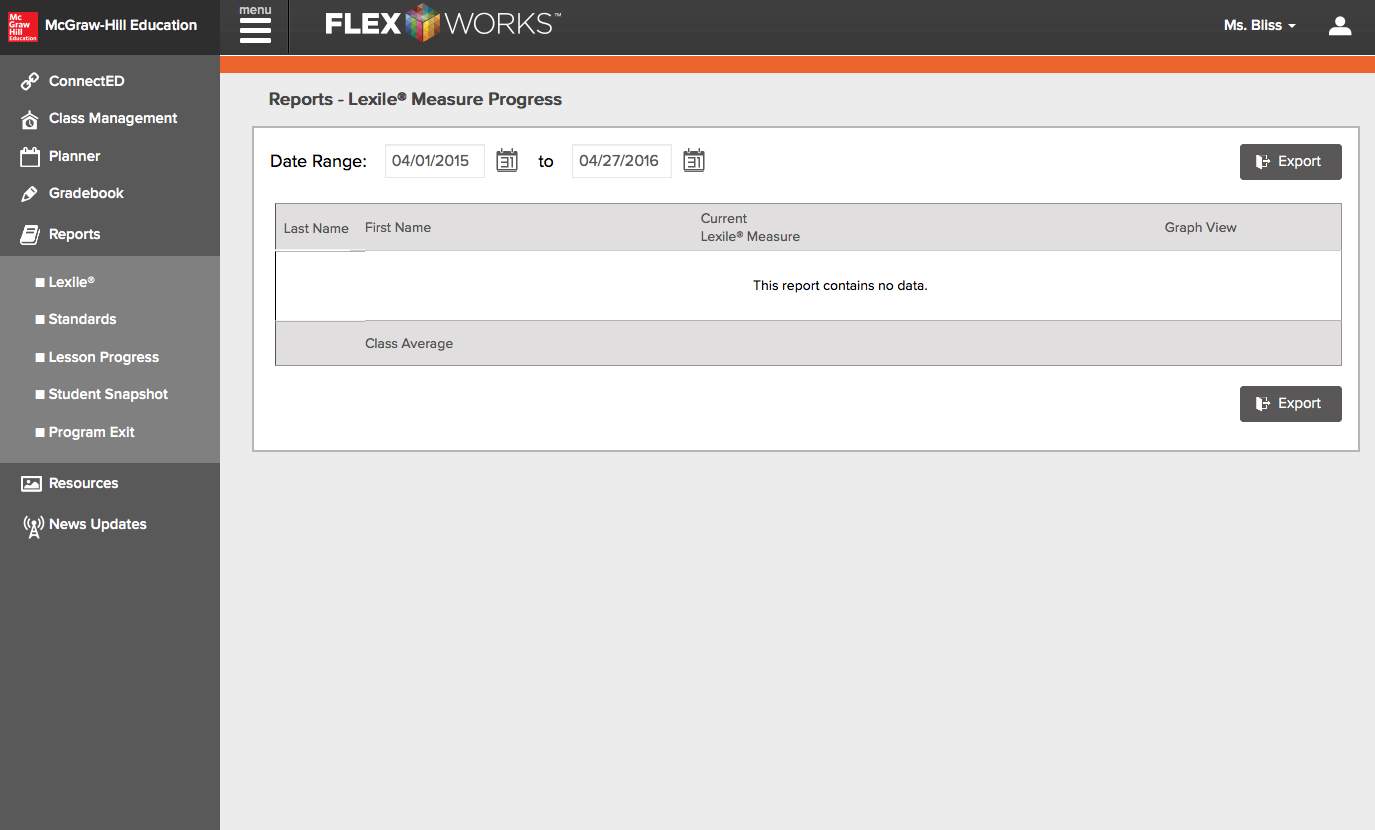 Mc
Graw
Hill
Education
McGraw-Hill Education
menu
FLEXWORKS™
Ms. Bliss
ConnectED
Class Management
Planner
Gradebook
Reports
Lexile®
Standards
Lesson Progress
Student Snapshot
Program Exit
Resources
News Updates
Reports - Lexile® Measure Progress
Date Range: 04/01/2015 31 to 04/27/2016 31
Export
Last Name First Name Current Lexile® Measure Graph View
This report contains no data.
Class Average
Export